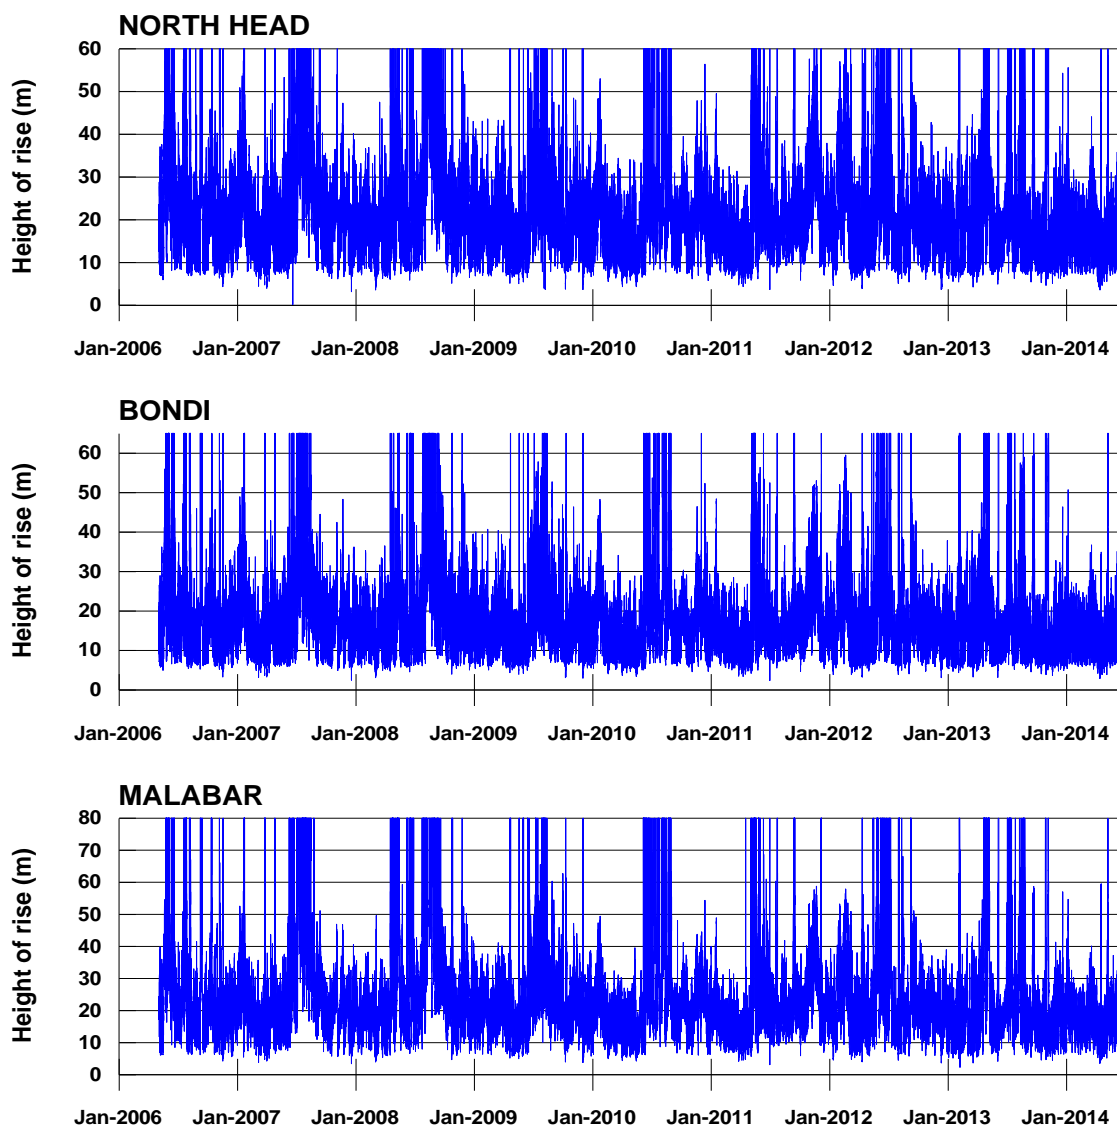 NORTH HEAD
Height of rise (m)
60
50
40
30
20
10
0
Jan-2006 Jan-2007 Jan-2008 Jan-2009 Jan-2010 Jan-2011 Jan-2012 Jan-2013 Jan-2014
BONDI
Height of rise (m)
60
50
40
30
20
10
0
Jan-2006 Jan-2007 Jan-2008 Jan-2009 Jan-2010 Jan-2011 Jan-2012 Jan-2013 Jan-2014
MALABAR
Height of rise (m)
80
70
60
50
40
30
20
10
0
Jan-2006 Jan-2007 Jan-2008 Jan-2009 Jan-2010 Jan-2011 Jan-2012 Jan-2013 Jan-2014